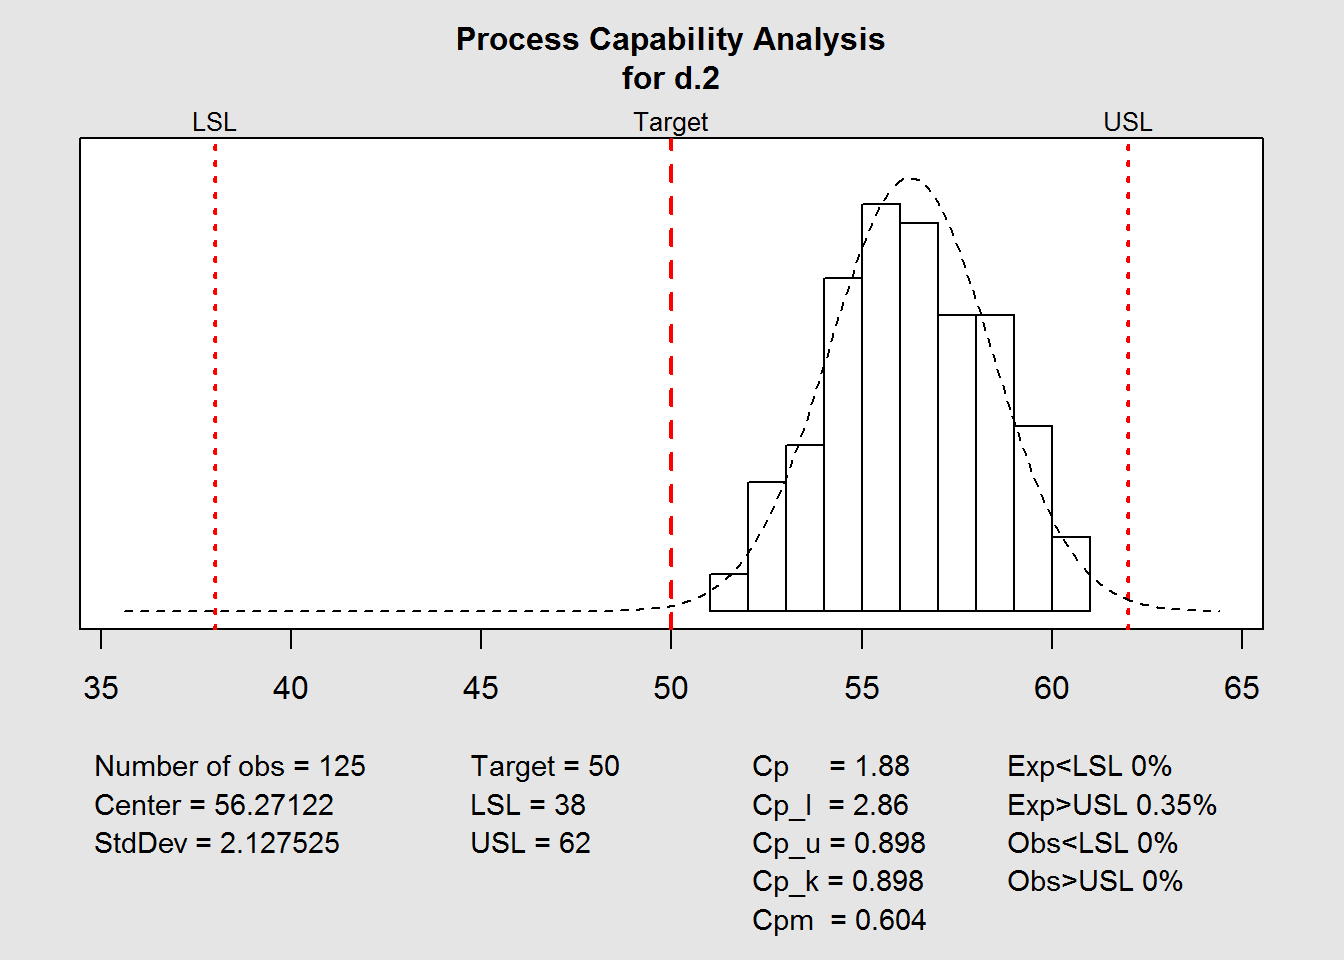 Process Capability Analysis
for d.2
LSL Target USL
35 40 45 50 55 60 65
Number of obs = 125
Center = 56.27122
StdDev = 2.127525
Target = 50
LSL = 38
USL = 62
Cp = 1.88
Cp_l = 2.86
Cp_u = 0.898
Cp_k = 0.898
Cpm = 0.604
Exp<LSL 0%
Exp>USL 0.35%
Obs<LSL 0%
Obs>USL 0%